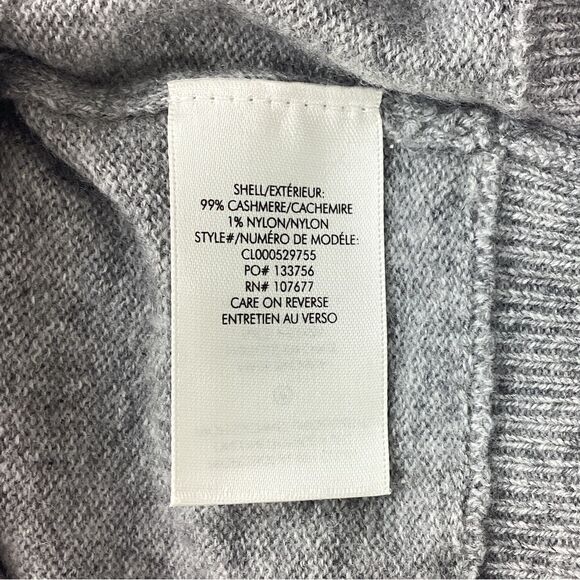 SHELL/EXTÉRIEUR:
99% CASHMERE/CACHEMIRE
1% NYLON/NYLON
STYLE#/NUMÉRO DE MODÉLE:
CL000529755
PO# 133756
RN# 107677
CARE ON REVERSE
ENTRETIEN AU VERSO